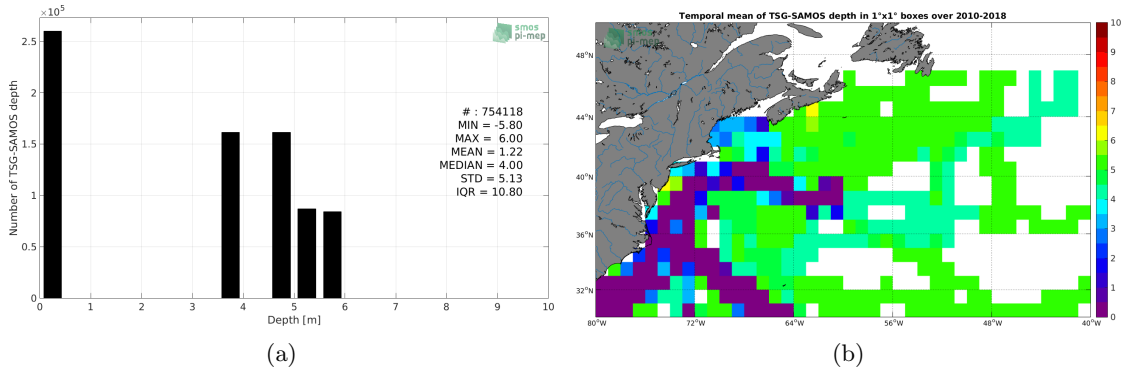 ×10⁵
smos
pi-mep
2.5
2
1.5
1
0.5
0
Number of TSG-SAMOS depth
# : 754118
MIN = -5.80
MAX = 6.00
MEAN = 1.22
MEDIAN = 4.00
STD = 5.13
IQR = 10.80
0 1 2 3 4 5 6 7 8 9 10
Depth [m]
(a)
Temporal mean of TSG-SAMOS depth in 1°x1° boxes over 2010-2018
smos
pi-mep
48°N
44°N
40°N
36°N
32°N
80°W 72°W 64°W 56°W 48°W 40°W
10
9
8
7
6
5
4
3
2
1
0
(b)